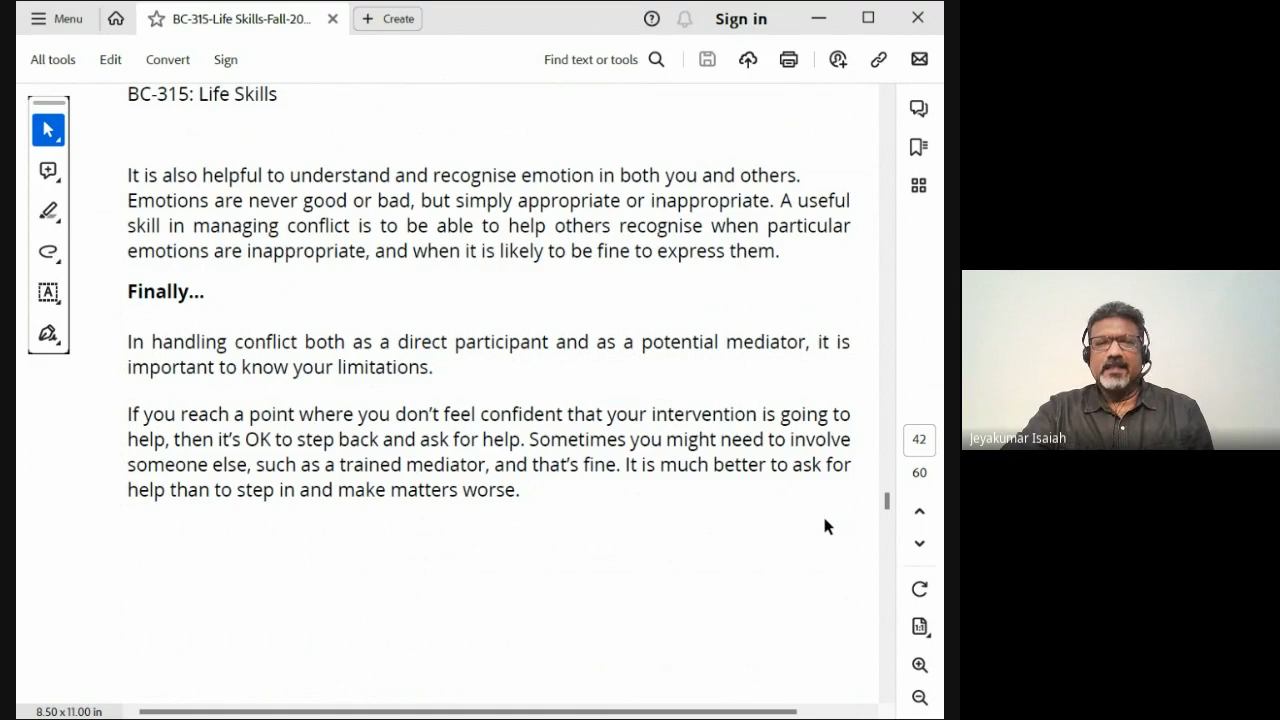 Menu
BC-315-Life Skills-Fall-20...
Create
Sign in
All tools
Edit
Convert
Sign
Find text or tools
BC-315: Life Skills
It is also helpful to understand and recognise emotion in both you and others.
Emotions are never good or bad, but simply appropriate or inappropriate. A useful
skill in managing conflict is to be able to help others recognise when particular
emotions are inappropriate, and when it is likely to be fine to express them.
Finally...
In handling conflict both as a direct participant and as a potential mediator, it is
important to know your limitations.
If you reach a point where you don't feel confident that your intervention is going to
help, then it's OK to step back and ask for help. Sometimes you might need to involve
someone else, such as a trained mediator, and that's fine. It is much better to ask for
help than to step in and make matters worse.
42
60
8.50 x 11.00 in
Jeyakumar Isaiah